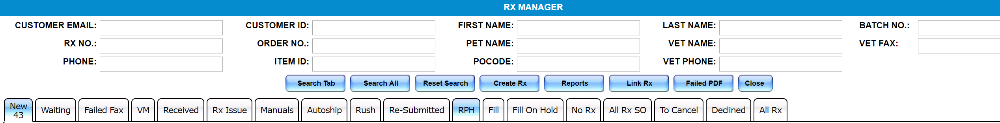 RX MANAGER
CUSTOMER EMAIL: CUSTOMER ID: FIRST NAME: LAST NAME: BATCH NO.:
RX NO.: ORDER NO.: PET NAME: VET NAME: VET FAX:
PHONE: ITEM ID: POCODE: VET PHONE:
Search Tab Search All Reset Search Create Rx Reports Link Rx Failed PDF Close
New 43 Waiting Failed Fax VM Received Rx Issue Manuals Autoship Rush Re-Submitted RPH Fill Fill On Hold No Rx All Rx SO To Cancel Declined All Rx